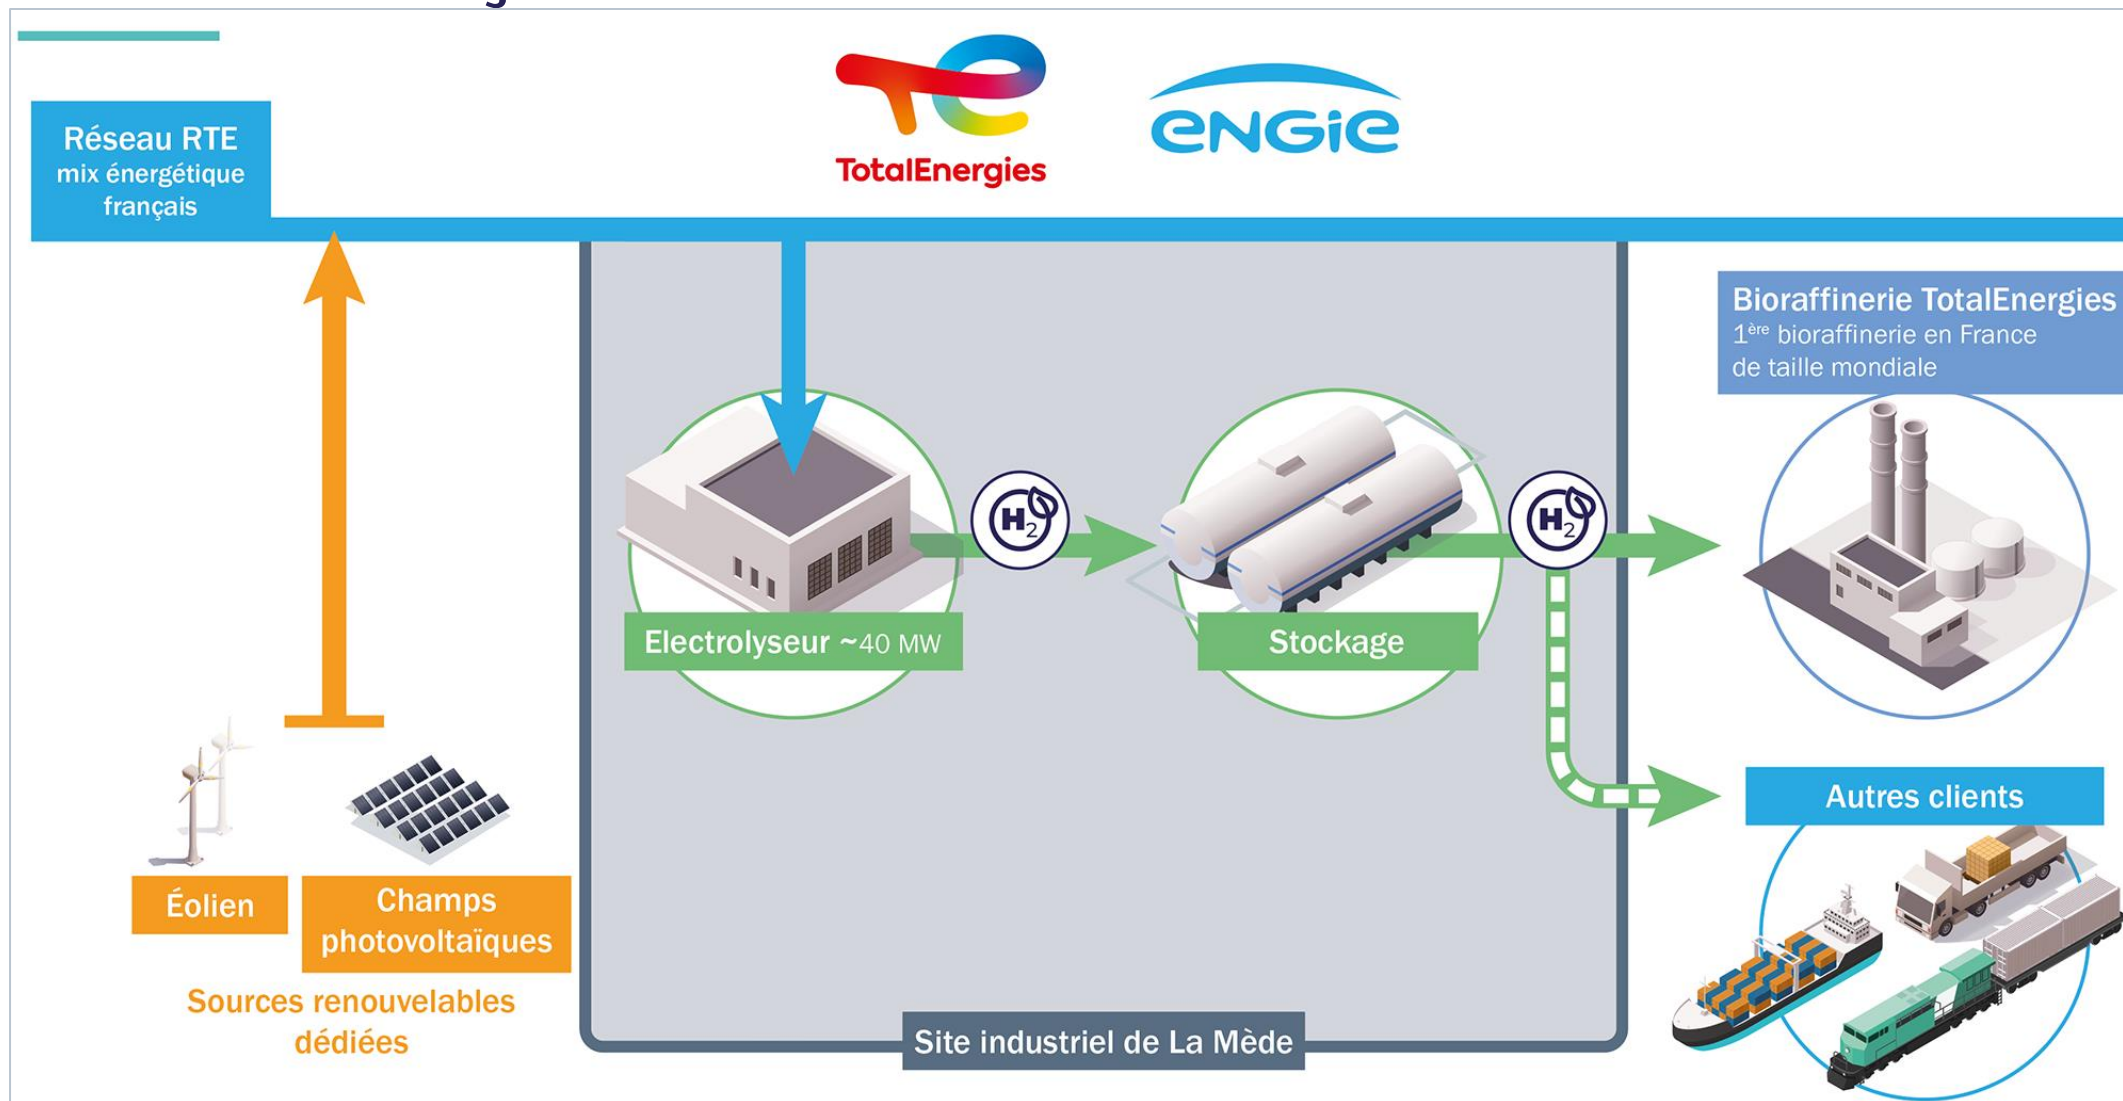 TotalEnergies
ENGiE
Réseau RTE
mix énergétique
français
Bioraffinerie TotalEnergies
1ère bioraffinerie en France
de taille mondiale
H2
H2
Electrolyseur ~40 MW
Stockage
Autres clients
Éolien
Champs
photovoltaïques
Sources renouvelables
dédiées
Site industriel de La Mède